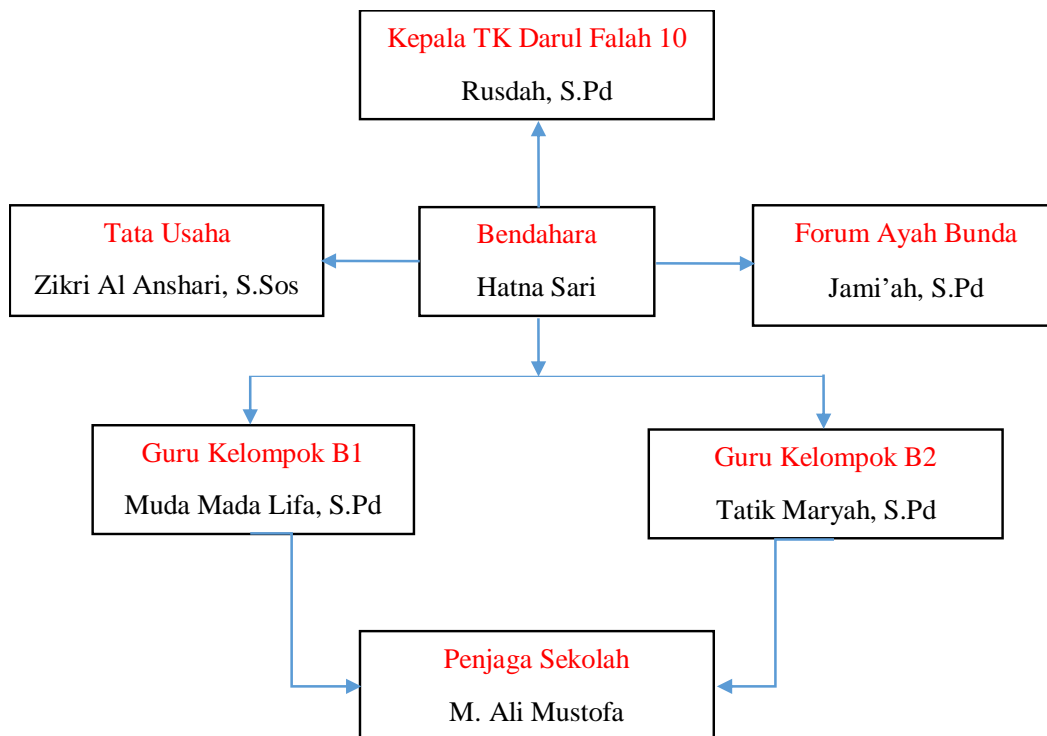 Kepala TK Darul Falah 10
Rusdah, S.Pd
Tata Usaha
Zikri Al Anshari, S.Sos
Bendahara
Hatna Sari
Forum Ayah Bunda
Jami’ah, S.Pd
Guru Kelompok B1
Muda Mada Lifa, S.Pd
Guru Kelompok B2
Tatik Maryah, S.Pd
Penjaga Sekolah
M. Ali Mustofa